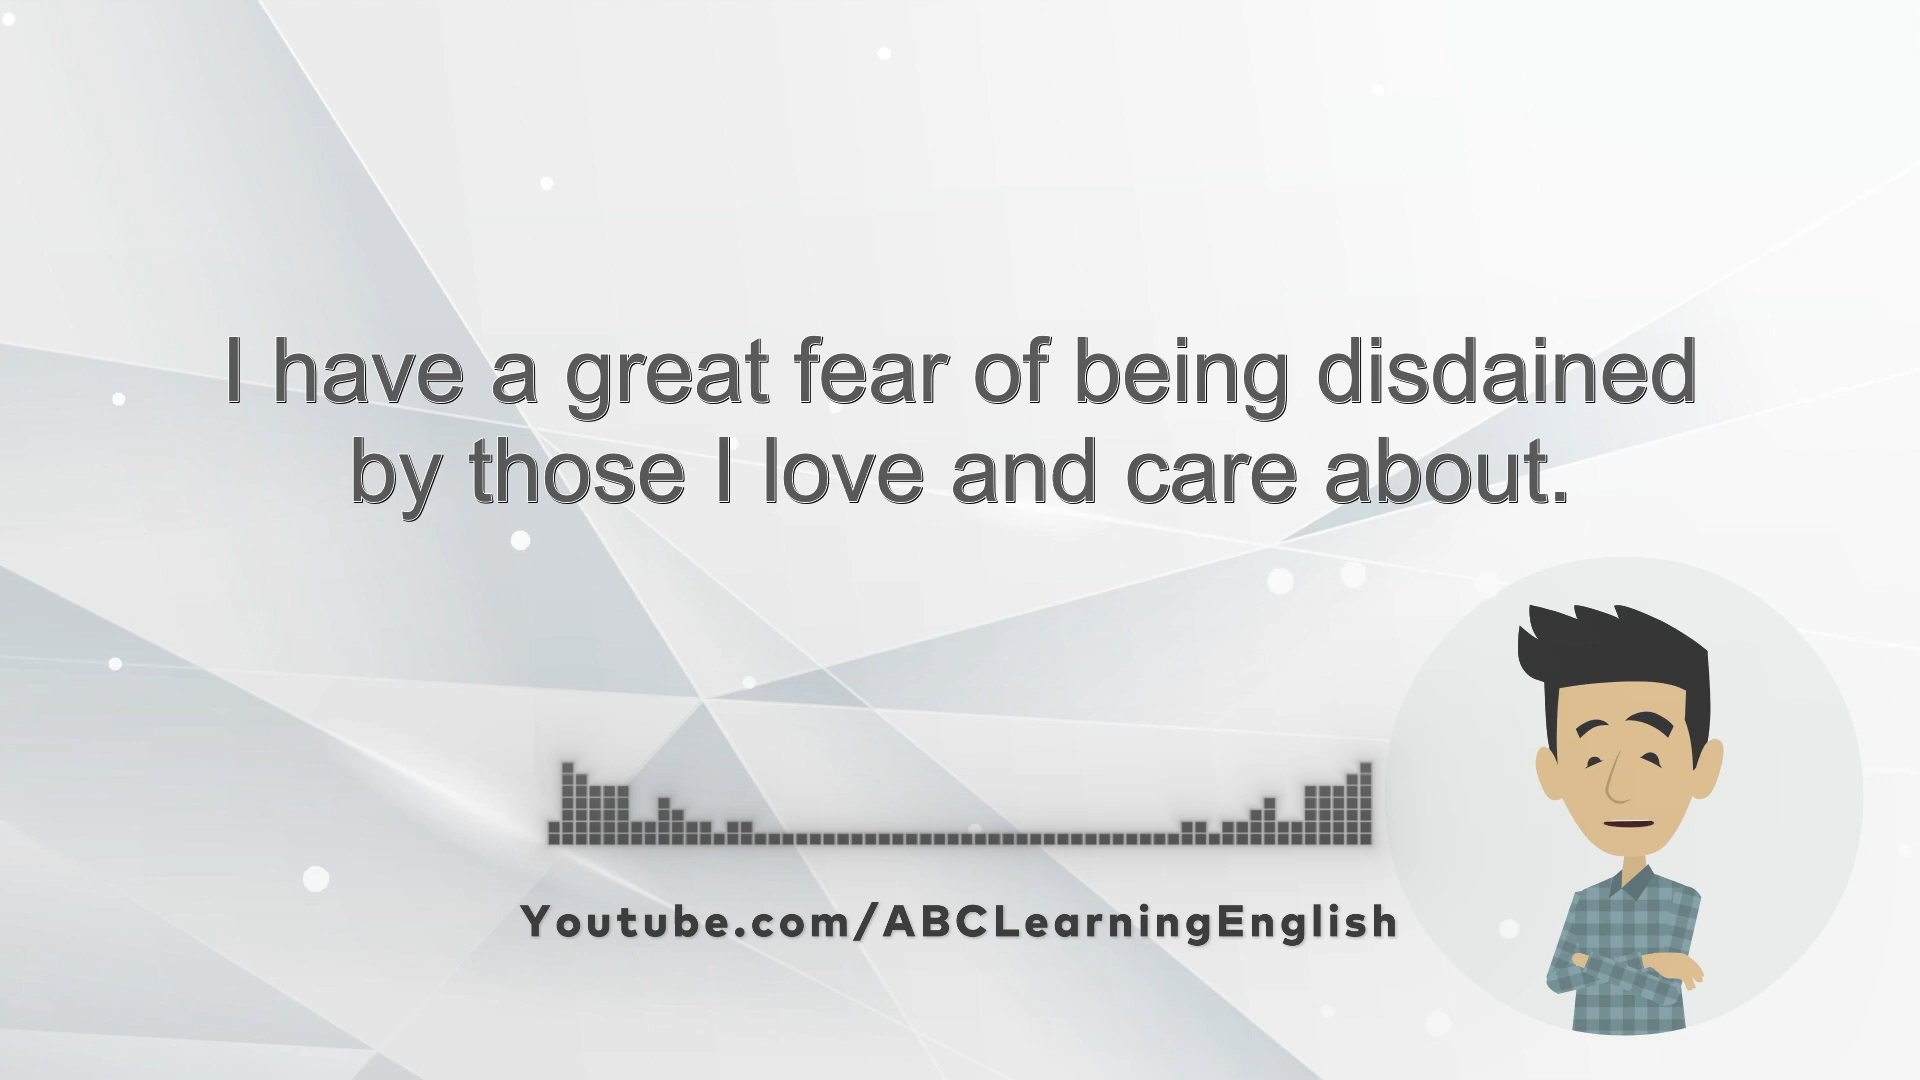 I have a great fear of being disdained
by those I love and care about.
Youtube.com/ABCLearningEnglish